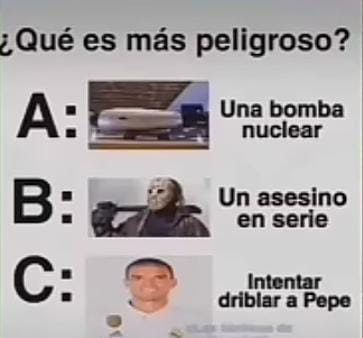 ¿Qué es más peligroso?
A:
Una bomba
nuclear
B:
Un asesino
en serie
C:
Intentar
driblar a Pepe